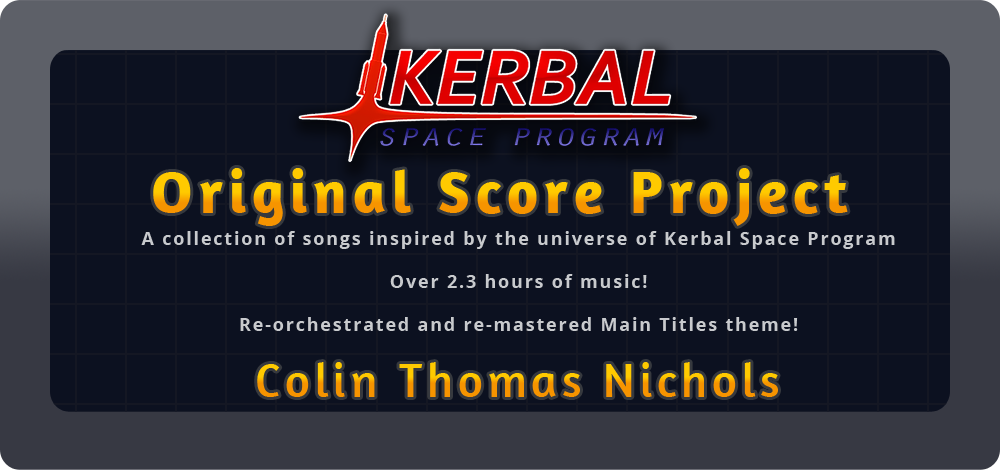 KERBAL
SPACE PROGRAM
Original Score Project
A collection of songs inspired by the universe of Kerbal Space Program
Over 2.3 hours of music!
Re-orchestrated and re-mastered Main Titles theme!
Colin Thomas Nichols